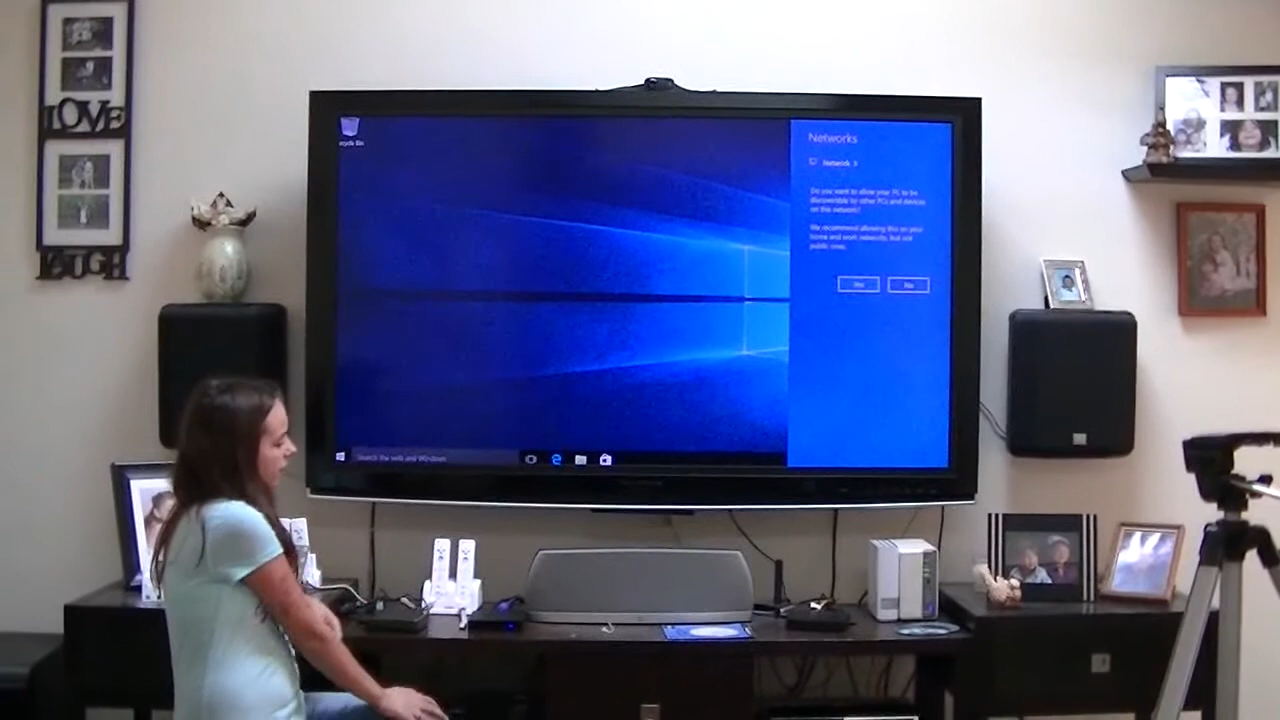 LOVE
LAUGH
Networks
Network 3
Do you want to allow your PC to be
discoverable by other PCs and devices
on this network?
We recommend allowing this on your
home and work networks, but not
public ones.
Yes
No
Search the web and Windows